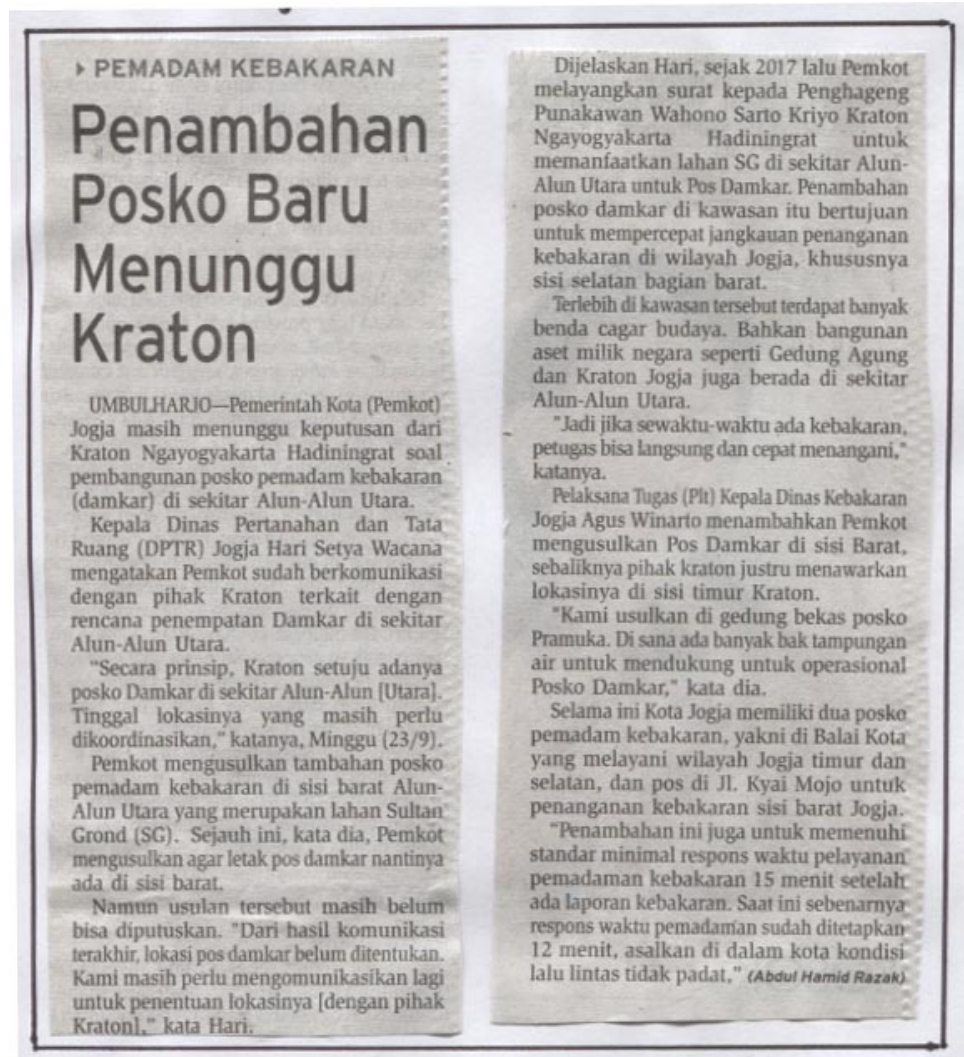 ▸ PEMADAM KEBAKARAN
Penambahan
Posko Baru
Menunggu
Kraton
UMBULHARJO—Pemerintah Kota (Pemkot)
Jogja masih menunggu keputusan dari
Kraton Ngayogyakarta Hadiningrat soal
pembangunan posko pemadam kebakaran
(damkar) di sekitar Alun-Alun Utara.
Kepala Dinas Pertanahan dan Tata
Ruang (DPTR) Jogja Hari Setya Wacana
mengatakan Pemkot sudah berkomunikasi
dengan pihak Kraton terkait dengan
rencana penempatan Damkar di sekitar
Alun-Alun Utara.
"Secara prinsip, Kraton setuju adanya
posko Damkar di sekitar Alun-Alun [Utara].
Tinggal lokasinya yang masih perlu
dikoordinasikan," katanya, Minggu (23/9).
Pemkot mengusulkan tambahan posko
pemadam kebakaran di sisi barat Alun-
Alun Utara yang merupakan lahan Sultan
Grond (SG). Sejauh ini, kata dia, Pemkot
mengusulkan agar letak pos damkar nantinya
ada di sisi barat.
Namun usulan tersebut masih belum
bisa diputuskan. "Dari hasil komunikasi
terakhir, lokasi pos damkar belum ditentukan.
Kami masih perlu mengomunikasikan lagi
untuk penentuan lokasinya [dengan pihak
Kraton]," kata Hari.
Dijelaskan Hari, sejak 2017 lalu Pemkot
melayangkan surat kepada Penghageng
Punakawan Wahono Sarto Kriyo Kraton
Ngayogyakarta Hadiningrat untuk
memanfaatkan lahan SG di sekitar Alun-
Alun Utara untuk Pos Damkar. Penambahan
posko damkar di kawasan itu bertujuan
untuk mempercepat jangkauan penanganan
kebakaran di wilayah Jogja, khususnya
sisi selatan bagian barat.
Terlebih di kawasan tersebut terdapat banyak
benda cagar budaya. Bahkan bangunan
aset milik negara seperti Gedung Agung
dan Kraton Jogja juga berada di sekitar
Alun-Alun Utara.
"Jadi jika sewaktu-waktu ada kebakaran,
petugas bisa langsung dan cepat menangani,"
katanya.
Pelaksana Tugas (Plt) Kepala Dinas Kebakaran
Jogja Agus Winarto menambahkan Pemkot
mengusulkan Pos Damkar di sisi Barat,
sebaliknya pihak kraton justru menawarkan
lokasinya di sisi timur Kraton.
"Kami usulkan di gedung bekas posko
Pramuka. Di sana ada banyak bak tampungan
air untuk mendukung untuk operasional
Posko Damkar," kata dia.
Selama ini Kota Jogja memiliki dua posko
pemadam kebakaran, yakni di Balai Kota
yang melayani wilayah Jogja timur dan
selatan, dan pos di Jl. Kyai Mojo untuk
penanganan kebakaran sisi barat Jogja.
"Penambahan ini juga untuk memenuhi
standar minimal respons waktu pelayanan
pemadaman kebakaran 15 menit setelah
ada laporan kebakaran. Saat ini sebenarnya
respons waktu pemadaman sudah ditetapkan
12 menit, asalkan di dalam kota kondisi
lalu lintas tidak padat," (Abdul Hamid Razak)